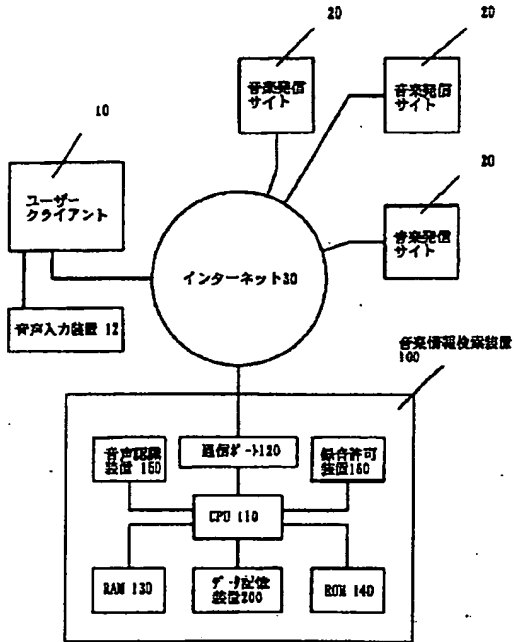 20
20
音楽発信
サイト
音楽発信
サイト
10
20
ユーザー
クライアント
音楽発信
サイト
インターネット30
音声入力装置 12
音楽情報検索装置
100
音声認識
装置 150
通信ポート120
録音許可
装置160
CPU 110
RAM 130
データ配信
装置200
ROM 140